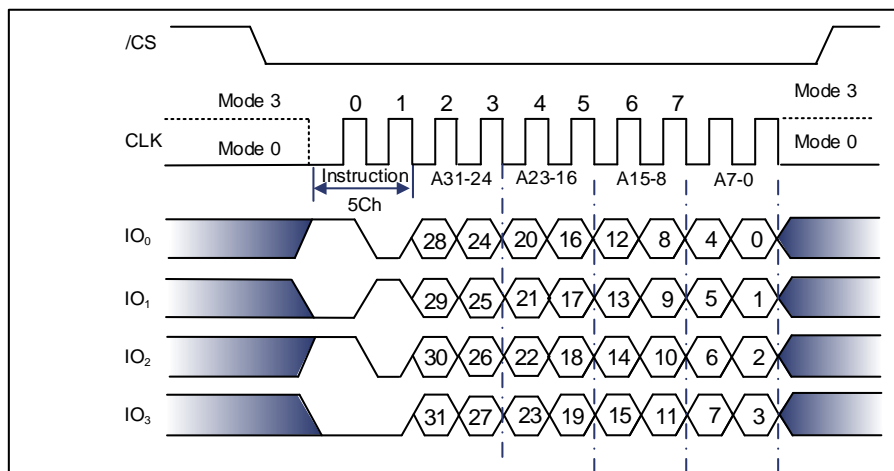 /CS
Mode 3
0 1 2 3 4 5 6 7
Mode 3
CLK
Mode 0
Mode 0
Instruction
A31-24
A23-16
A15-8
A7-0
5Ch
IO₀
28 24 20 16 12 8 4 0
IO₁
29 25 21 17 13 9 5 1
IO₂
30 26 22 18 14 10 6 2
IO₃
31 27 23 19 15 11 7 3